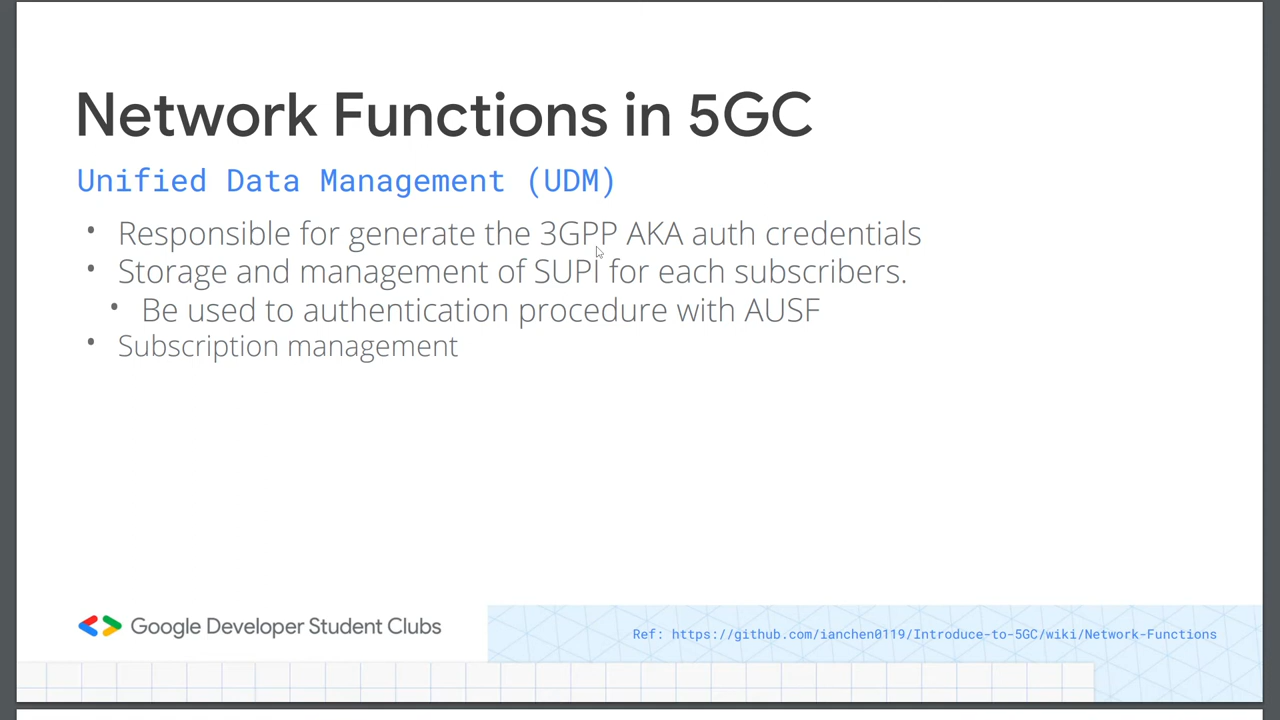 Network Functions in 5GC
Unified Data Management (UDM)
• Responsible for generate the 3GPP AKA auth credentials
• Storage and management of SUPI for each subscribers.
• Be used to authentication procedure with AUSF
• Subscription management
Google Developer Student Clubs
Ref: https://github.com/ianchen0119/Introduce-to-5GC/wiki/Network-Functions